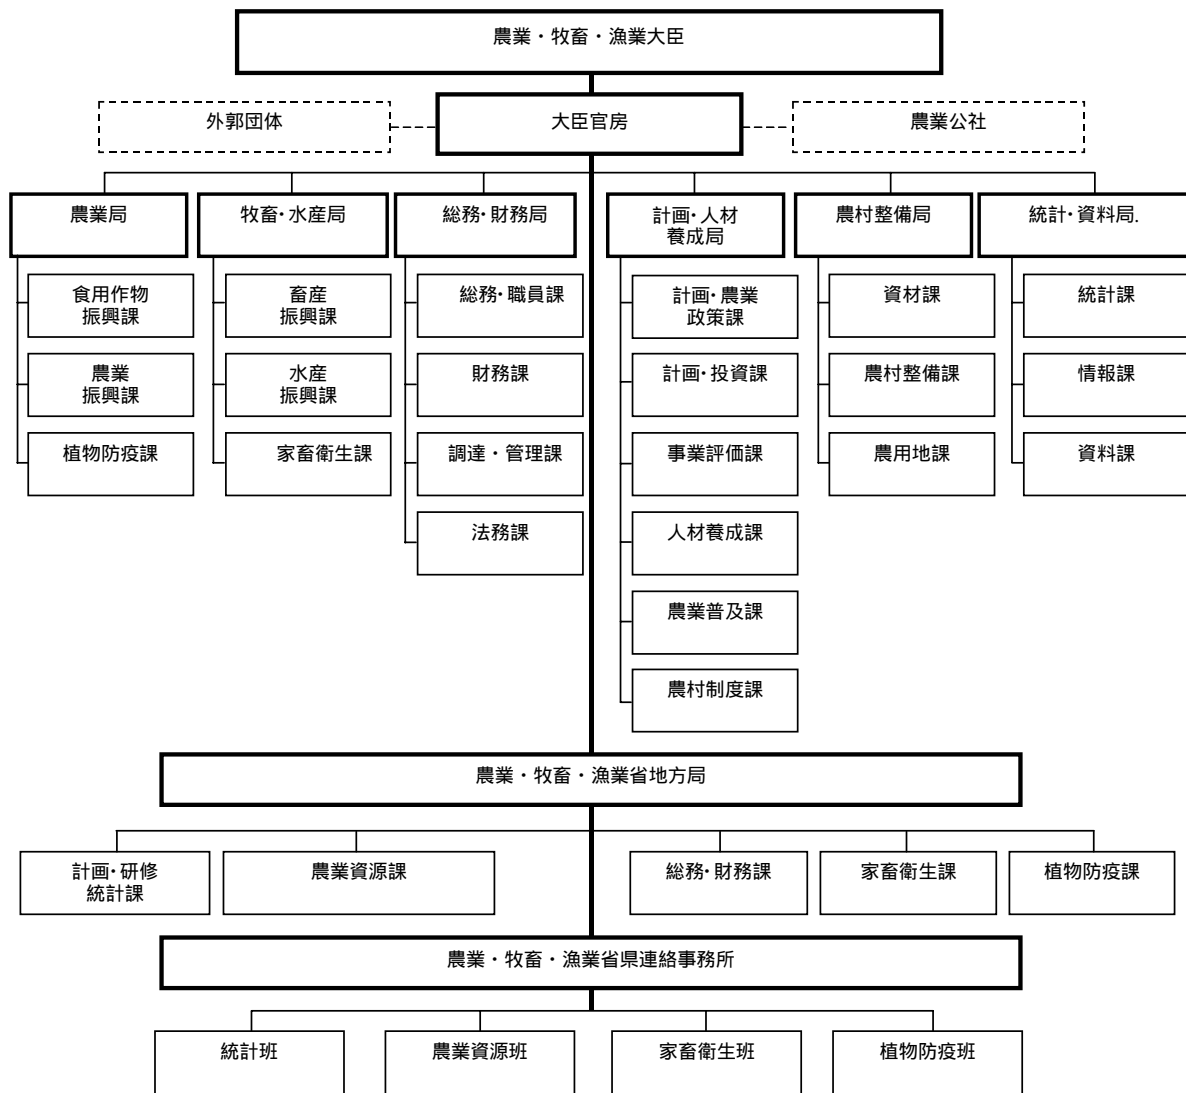 農業・牧畜・漁業大臣
外郭団体
大臣官房
農業公社
農業局
牧畜・水産局
総務・財務局
計画・人材
養成局
農村整備局
統計・資料局.
食用作物
振興課
畜産
振興課
総務・職員課
計画・農業
政策課
資材課
統計課
農業
振興課
水産
振興課
財務課
計画・投資課
農村整備課
情報課
植物防疫課
家畜衛生課
調達・管理課
事業評価課
農用地課
資料課
法務課
人材養成課
農業普及課
農村制度課
農業・牧畜・漁業省地方局
計画・研修
統計課
農業資源課
総務・財務課
家畜衛生課
植物防疫課
農業・牧畜・漁業省県連絡事務所
統計班
農業資源班
家畜衛生班
植物防疫班